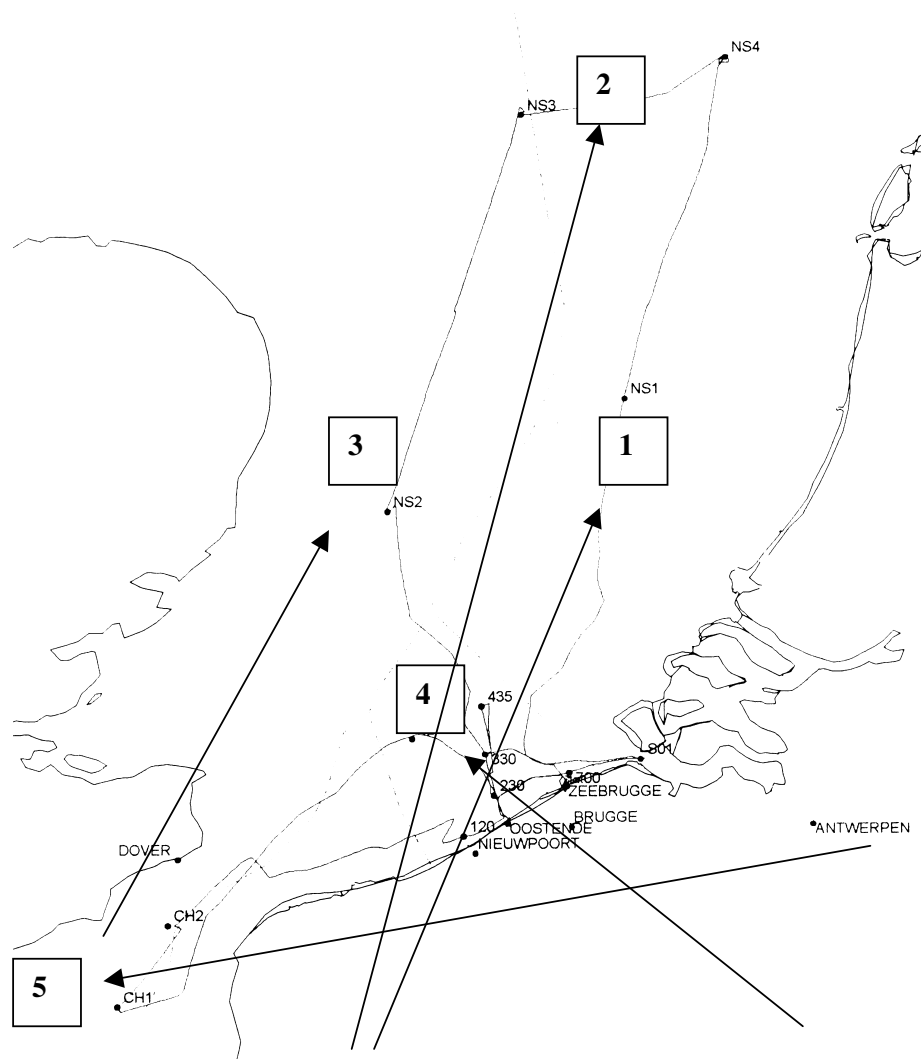 NS4
2
NS3
NS1
3
1
NS2
4
435
S01
330
700
230
ZEEBRUGGE
BRUGGE
120
OOSTENDE
ANTWERPEN
NIEUWPOORT
DOVER
CH2
5
CH1